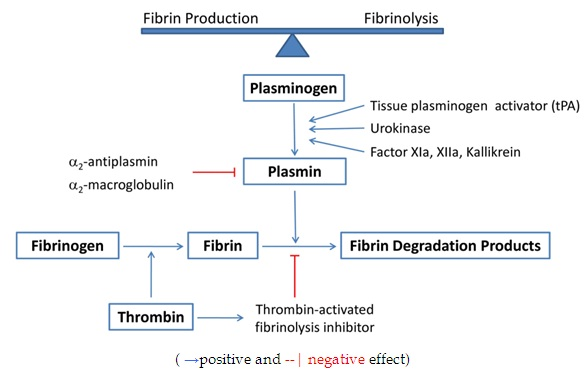 Fibrin Production
Fibrinolysis
Plasminogen
Tissue plasminogen activator (tPA)
Urokinase
Factor XIa, XIIa, Kallikrein
α2-antiplasmin
α2-macroglobulin
Plasmin
Fibrinogen
Fibrin
Fibrin Degradation Products
Thrombin
Thrombin-activated
fibrinolysis inhibitor
( →positive and --| negative effect)